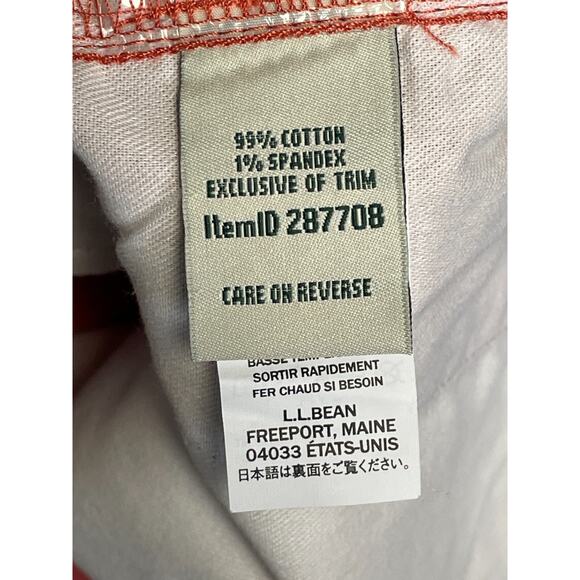 99% COTTON
1% SPANDEX
EXCLUSIVE OF TRIM
ItemID 287708
CARE ON REVERSE
SORTIR RAPIDEMENT
FER CHAUD SI BESOIN
L.L.BEAN
FREEPORT, MAINE
04033 ÉTATS-UNIS
日本語は裏面をご覧ください。